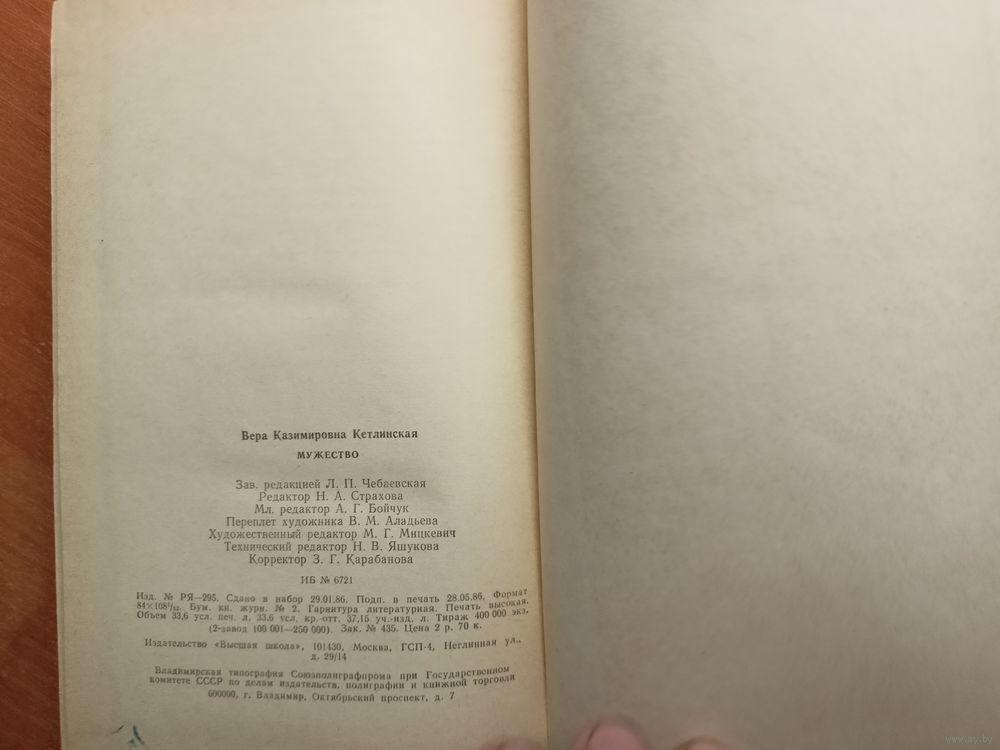 Вера Казимировна Кетлинская
МУЖЕСТВО
Зав. редакцией Л. П. Чебаевская
Редактор Н. А. Страхова
Мл. редактор А. Г. Бойчук
Переплет художника В. М. Аладьева
Художественный редактор М. Г. Мицкевич
Технический редактор Н. В. Яшукова
Корректор З. Г. Карабанова
ИБ № 6721
Изд. № РЯ—295. Сдано в набор 29.01.86. Подп. в печать 28.05.86. Формат
84×108¹/₃₂. Бум. кн. журн. № 2. Гарнитура литературная. Печать высокая.
Объем 33,6 усл. печ. л. 33,6 усл. кр.-отт. 37,15 уч.-изд. л. Тираж 400 000 экз.
(2-завод 100 001—250 000). Зак. № 435. Цена 2 р. 70 к.
Издательство «Высшая школа», 101430, Москва, ГСП-4, Неглинная ул.,
д. 29/14
Владимирская типография Союзполиграфпрома при Государственном
комитете СССР по делам издательств, полиграфии и книжной торговли
600000, г. Владимир, Октябрьский проспект, д. 7
www.ay.by